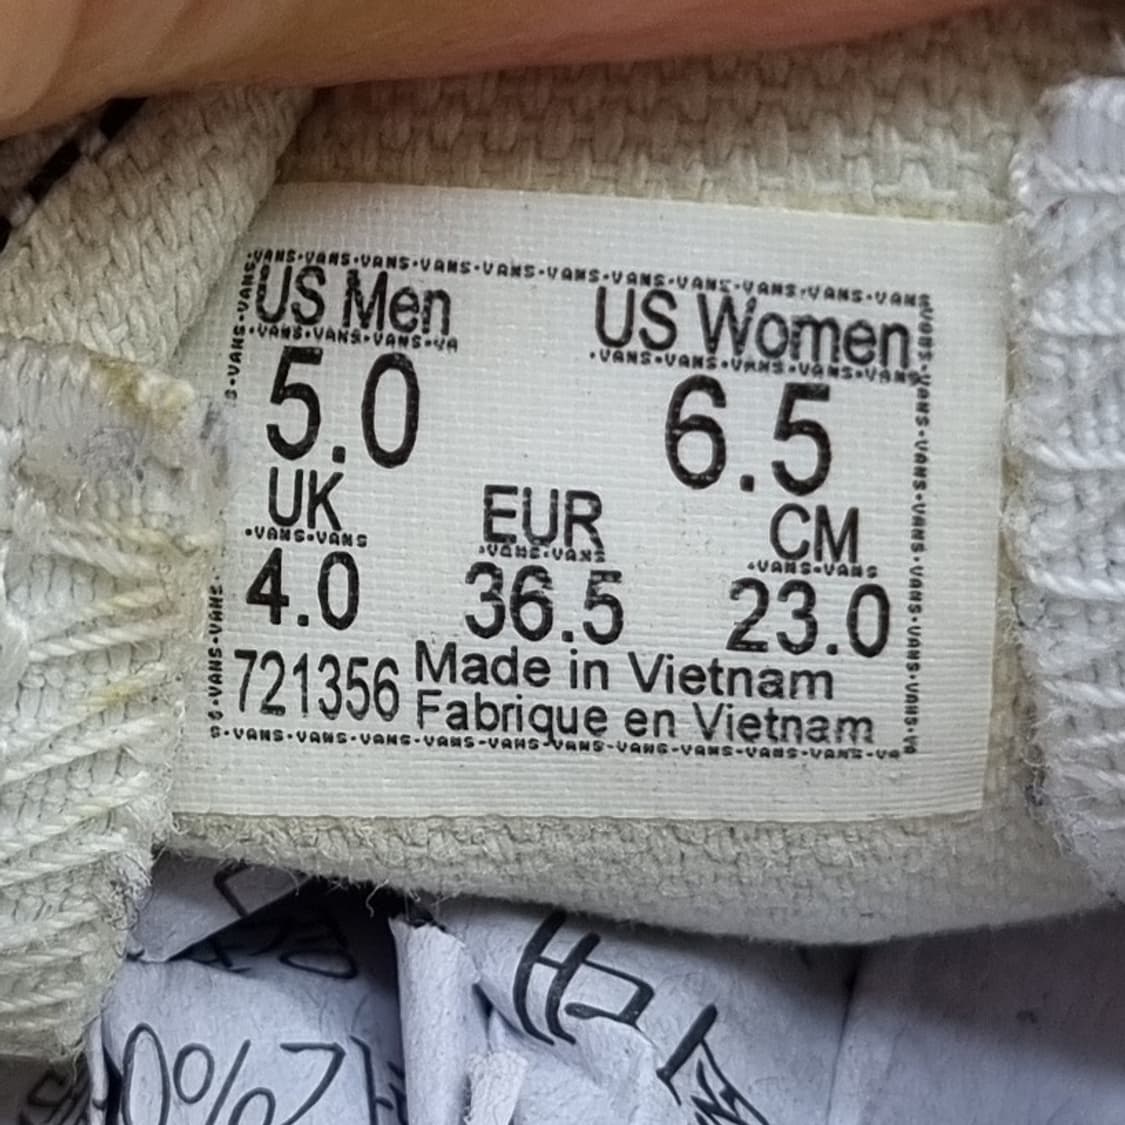 ·VANS·VANS·VANS·VANS·VANS·VANS·VANS·VANS·VANS·VANS·VANS
US Men US Women
·VANS·VANS·VANS·VA ·VANS·VANS·VANS·VANS·VANS
5.0 6.5
UK EUR CM
·VANS·VANS ·VANS·VANS ·VANS·VANS
4.0 36.5 23.0
721356 Made in Vietnam
Fabrique en Vietnam
S·VANS·VANS·VANS·VANS·VANS·VANS·VANS·VANS·VANS·VANS·VA